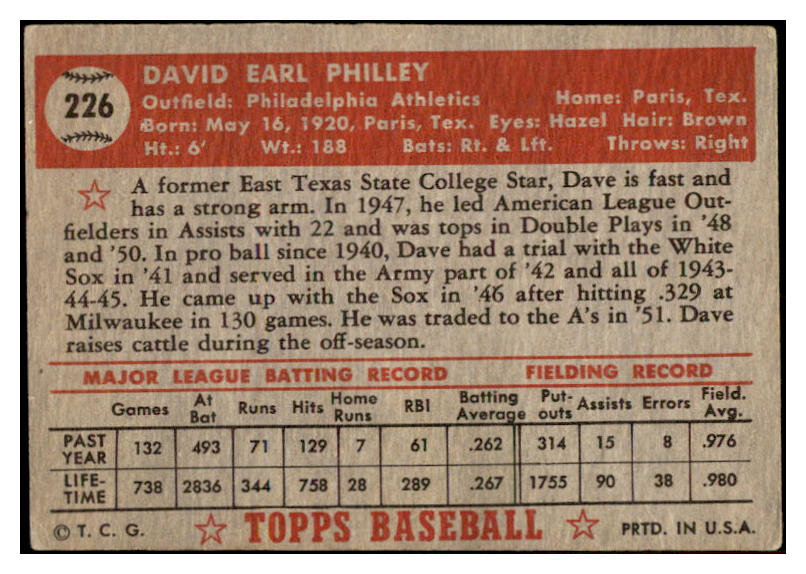 226
DAVID EARL PHILLEY
Outfield: Philadelphia Athletics Home: Paris, Tex.
Born: May 16, 1920, Paris, Tex. Eyes: Hazel Hair: Brown
Ht.: 6' Wt.: 188 Bats: Rt. & Lft. Throws: Right
A former East Texas State College Star, Dave is fast and
has a strong arm. In 1947, he led American League Out-
fielders in Assists with 22 and was tops in Double Plays in '48
and '50. In pro ball since 1940, Dave had a trial with the White
Sox in '41 and served in the Army part of '42 and all of 1943-
44-45. He came up with the Sox in '46 after hitting .329 at
Milwaukee in 130 games. He was traded to the A's in '51. Dave
raises cattle during the off-season.
MAJOR LEAGUE BATTING RECORD FIELDING RECORD
Games At Bat Runs Hits Home Runs RBI Batting Average Put-outs Assists Errors Field. Avg.
PAST YEAR 132 493 71 129 7 61 .262 314 15 8 .976
LIFE-TIME 738 2836 344 758 28 289 .267 1755 90 38 .980
© T. C. G. TOPPS BASEBALL PRTD. IN U.S.A.